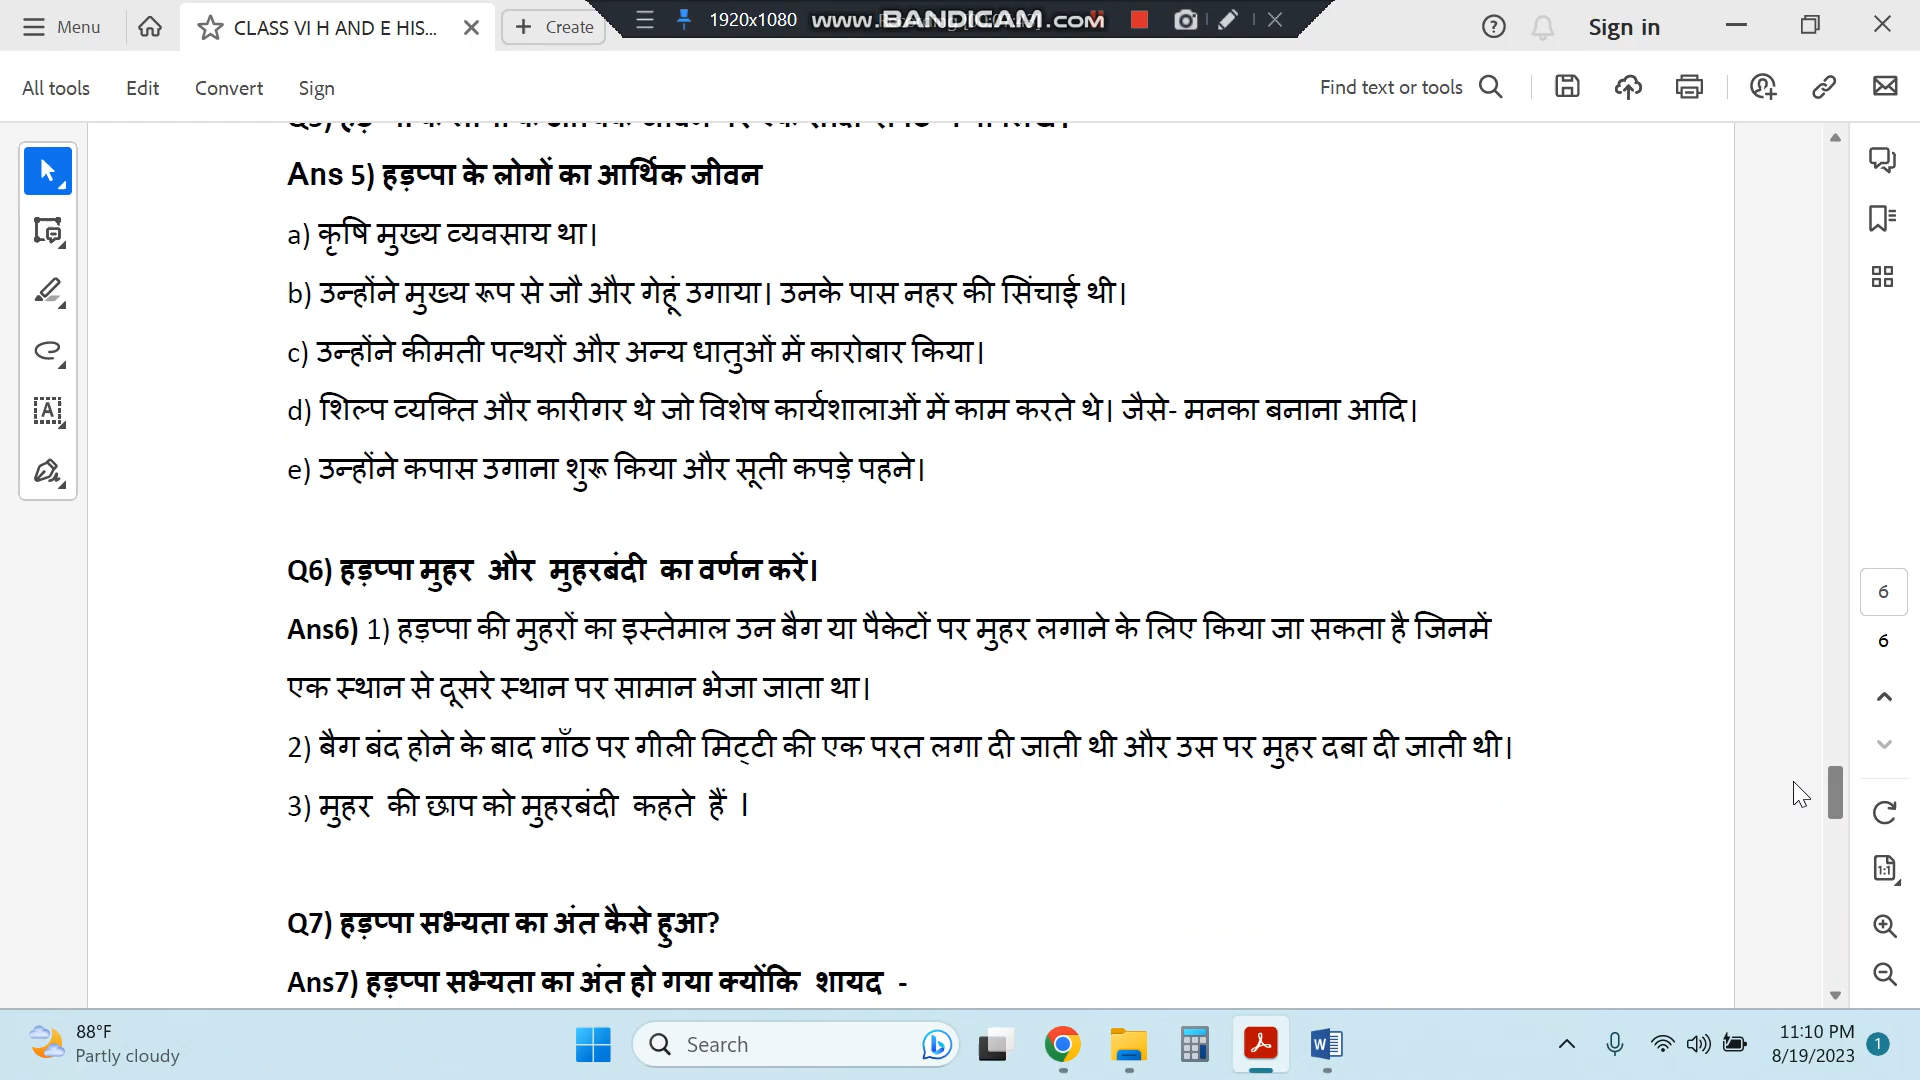 Menu
CLASS VI H AND E HIS...
Create
1920x1080
www.BANDICAM.com
Sign in
All tools
Edit
Convert
Sign
Find text or tools
Ans 5) हड़प्पा के लोगों का आर्थिक जीवन
a) कृषि मुख्य व्यवसाय था।
b) उन्होंने मुख्य रूप से जौ और गेहूं उगाया। उनके पास नहर की सिंचाई थी।
c) उन्होंने कीमती पत्थरों और अन्य धातुओं में कारोबार किया।
d) शिल्प व्यक्ति और कारीगर थे जो विशेष कार्यशालाओं में काम करते थे। जैसे- मनका बनाना आदि।
e) उन्होंने कपास उगाना शुरू किया और सूती कपड़े पहने।
Q6) हड़प्पा मुहर और मुहरबंदी का वर्णन करें।
Ans6) 1) हड़प्पा की मुहरों का इस्तेमाल उन बैग या पैकेटों पर मुहर लगाने के लिए किया जा सकता है जिनमें
एक स्थान से दूसरे स्थान पर सामान भेजा जाता था।
2) बैग बंद होने के बाद गाँठ पर गीली मिट्टी की एक परत लगा दी जाती थी और उस पर मुहर दबा दी जाती थी।
3) मुहर की छाप को मुहरबंदी कहते हैं ।
Q7) हड़प्पा सभ्यता का अंत कैसे हुआ?
Ans7) हड़प्पा सभ्यता का अंत हो गया क्योंकि शायद -
6
6
88°F
Partly cloudy
Search
11:10 PM
8/19/2023
1